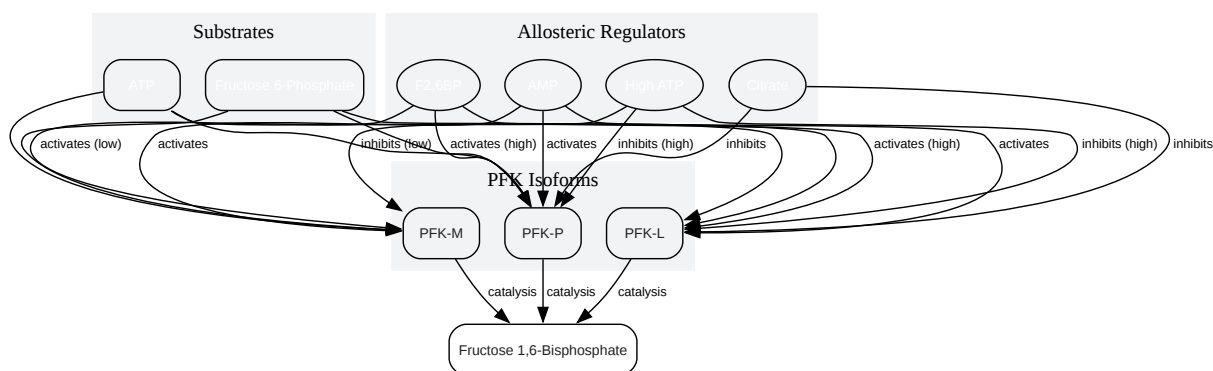 Substrates
Allosteric Regulators
ATP
Fructose 6-Phosphate
F2,6BP
AMP
High ATP
Citrate
activates (low)
activates
inhibits (low)
activates (high)
activates
inhibits (high)
inhibits
activates (high)
activates
inhibits (high)
inhibits
PFK Isoforms
PFK-M
PFK-P
PFK-L
catalysis
catalysis
catalysis
Fructose 1,6-Bisphosphate